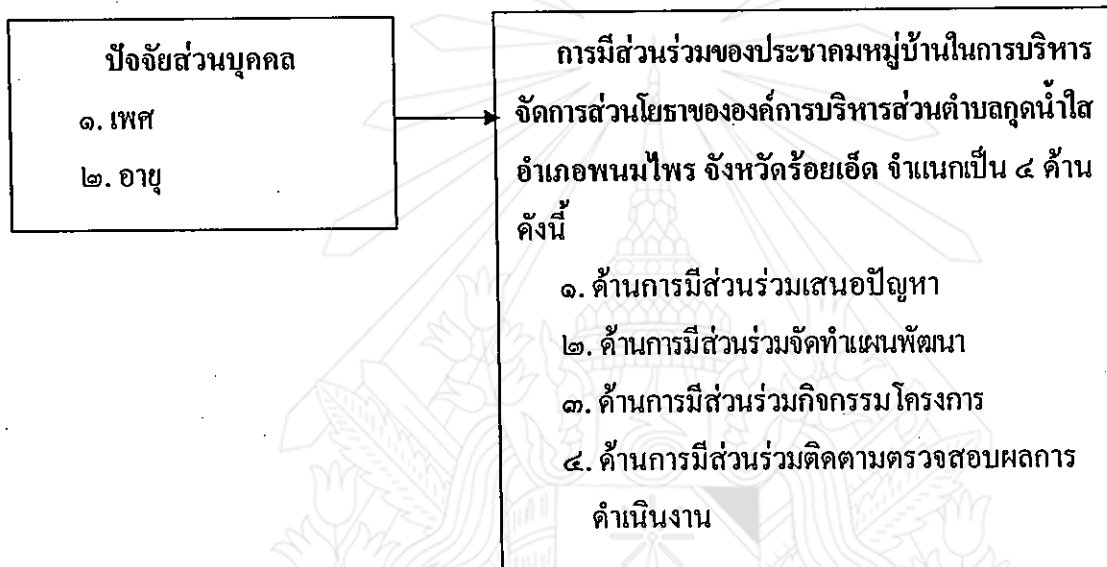 ปัจจัยส่วนบุคคล
๑. เพศ
๒. อายุ
การมีส่วนร่วมของประชาคมหมู่บ้านในการบริหาร
จัดการส่วนโยธาขององค์การบริหารส่วนตำบลกุดน้ำใส
อำเภอพนมไพร จังหวัดร้อยเอ็ด จำแนกเป็น ๔ ด้าน
ดังนี้
๑. ด้านการมีส่วนร่วมเสนอปัญหา
๒. ด้านการมีส่วนร่วมจัดทำแผนพัฒนา
๓. ด้านการมีส่วนร่วมกิจกรรมโครงการ
๔. ด้านการมีส่วนร่วมติดตามตรวจสอบผลการ
ดำเนินงาน